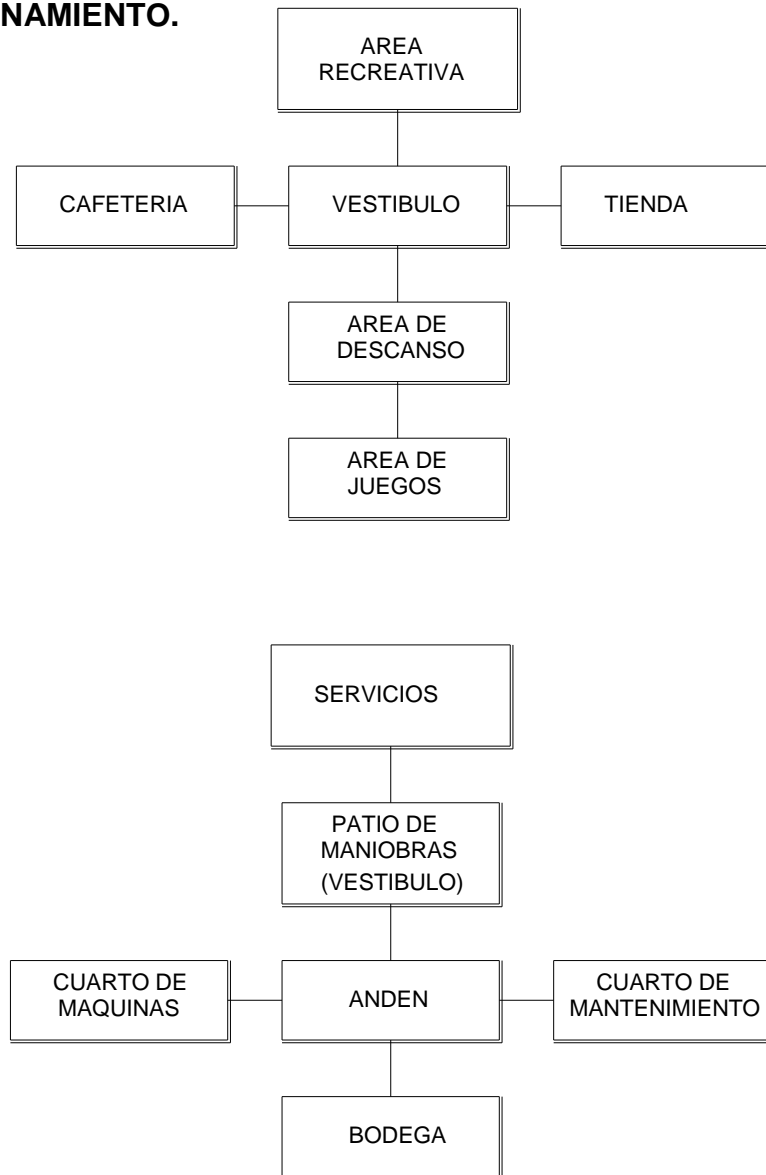 NAMIENTO.
AREA
RECREATIVA
CAFETERIA
VESTIBULO
TIENDA
AREA DE
DESCANSO
AREA DE
JUEGOS
SERVICIOS
PATIO DE
MANIOBRAS
(VESTIBULO)
CUARTO DE
MAQUINAS
ANDEN
CUARTO DE
MANTENIMIENTO
BODEGA